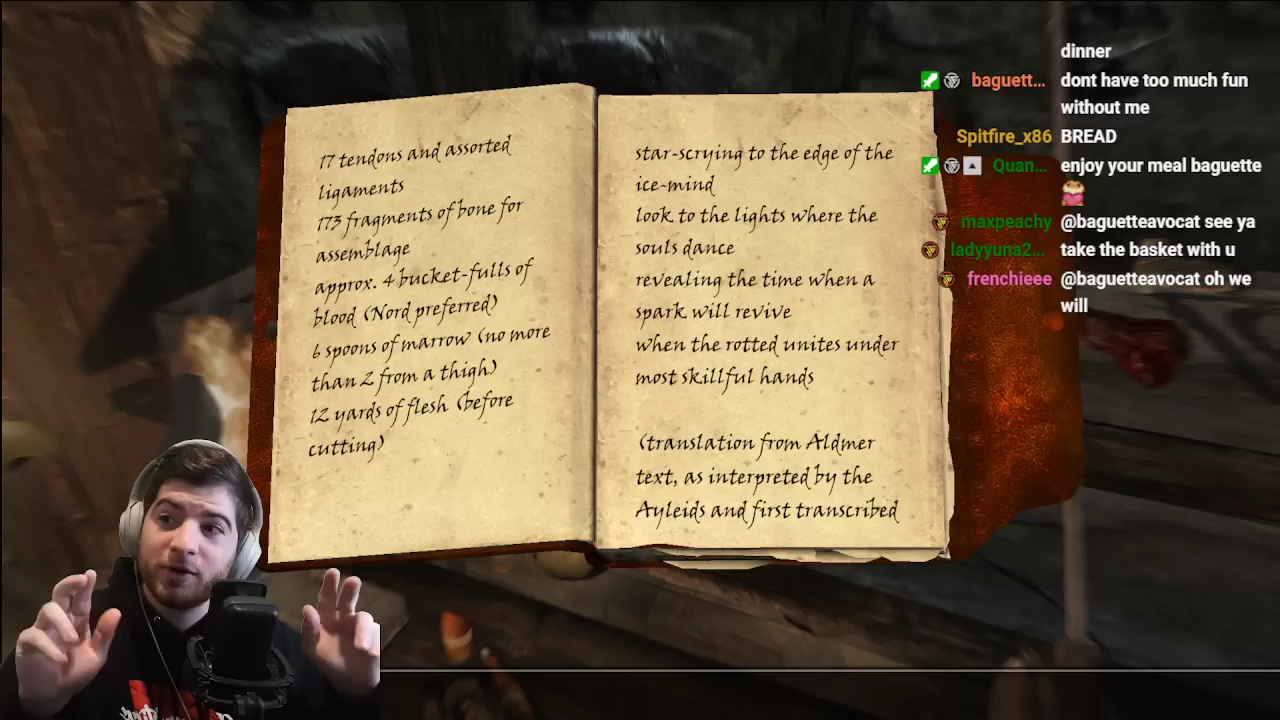 17 tendons and assorted
ligaments
173 fragments of bone for
assemblage
approx. 4 bucket-fulls of
blood (Nord preferred)
6 spoons of marrow (no more
than 2 from a thigh)
12 yards of flesh (before
cutting)
star-scrying to the edge of the
ice-mind
look to the lights where the
souls dance
revealing the time when a
spark will revive
when the rotted unites under
most skillful hands
(translation from Aldmer
text, as interpreted by the
Ayleids and first transcribed
dinner
baguett... dont have too much fun
without me
Spitfire_x86 BREAD
Quan... enjoy your meal baguette
maxpeachy @baguetteavocat see ya
ladyyuna2... take the basket with u
frenchieee @baguetteavocat oh we
will